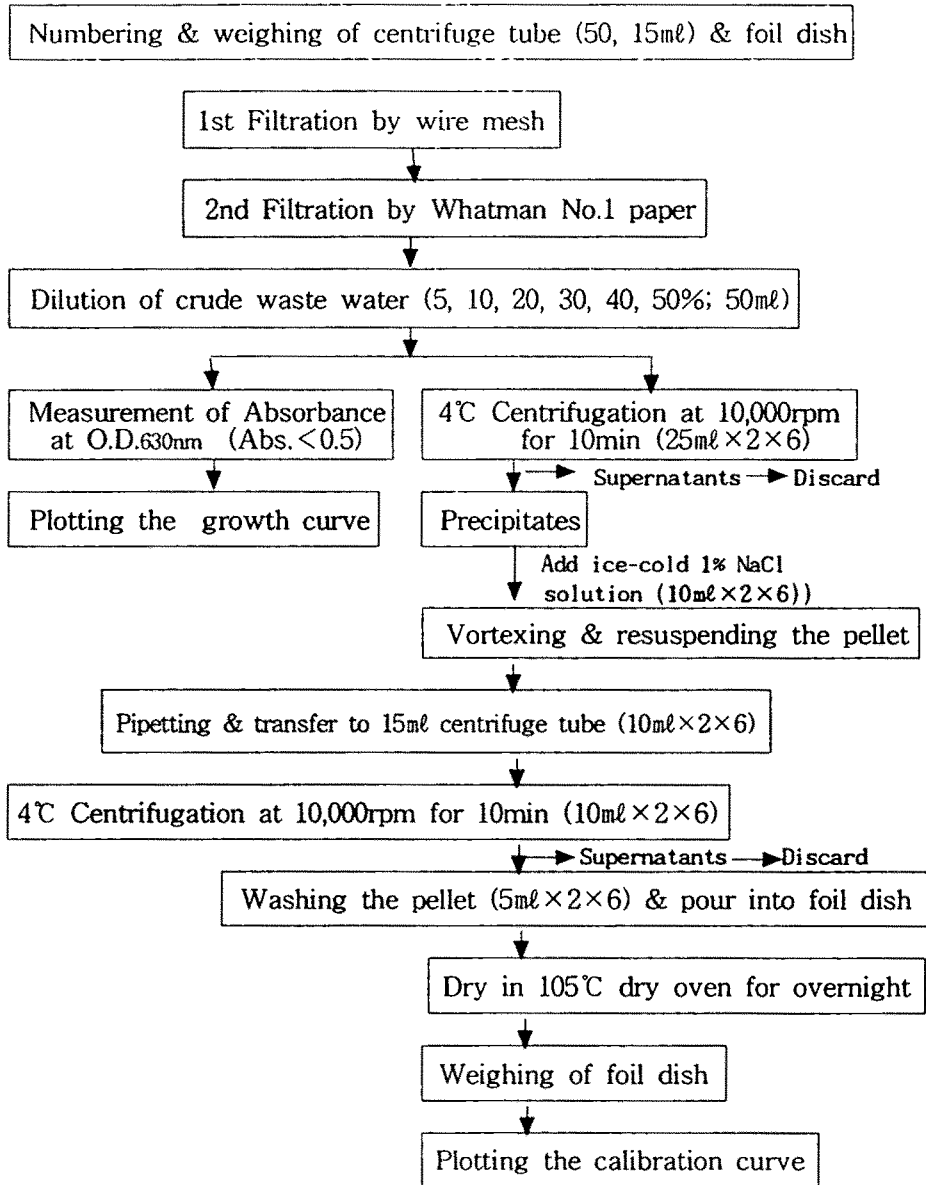 Numbering & weighing of centrifuge tube (50, 15mℓ) & foil dish
1st Filtration by wire mesh
2nd Filtration by Whatman No.1 paper
Dilution of crude waste water (5, 10, 20, 30, 40, 50%; 50mℓ)
Measurement of Absorbance
at O.D.630nm (Abs.<0.5)
Plotting the growth curve
4℃ Centrifugation at 10,000rpm
for 10min (25mℓ×2×6)
Supernatants → Discard
Precipitates
Add ice-cold 1% NaCl
solution (10mℓ×2×6))
Vortexing & resuspending the pellet
Pipetting & transfer to 15mℓ centrifuge tube (10mℓ×2×6)
4℃ Centrifugation at 10,000rpm for 10min (10mℓ×2×6)
Supernatants → Discard
Washing the pellet (5mℓ×2×6) & pour into foil dish
Dry in 105℃ dry oven for overnight
Weighing of foil dish
Plotting the calibration curve